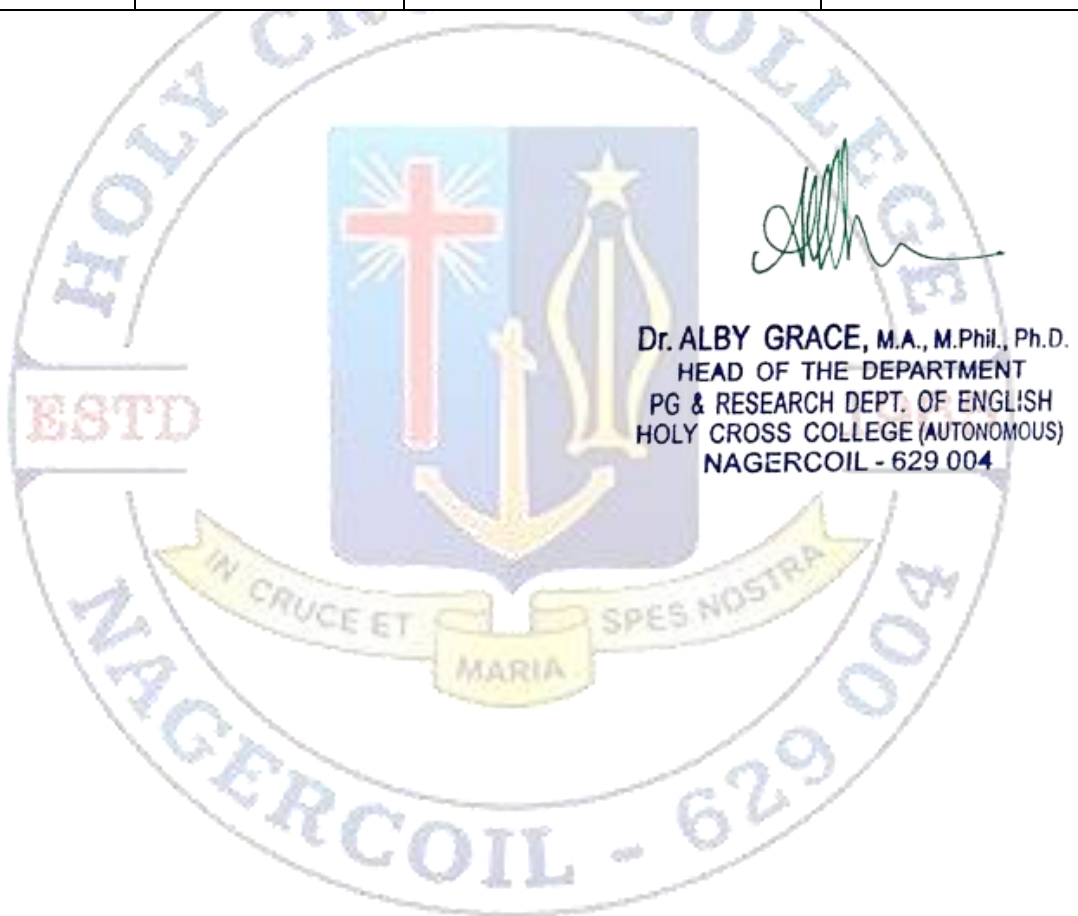 HOLY CROSS COLLEGE
Dr. ALBY GRACE, M.A., M.Phil., Ph.D.
HEAD OF THE DEPARTMENT
PG & RESEARCH DEPT. OF ENGLISH
HOLY CROSS COLLEGE (AUTONOMOUS)
NAGERCOIL - 629 004
ESTD
IN CRUCE ET
MARIA
SPES NOSTRA
NAGERCOIL - 629 004